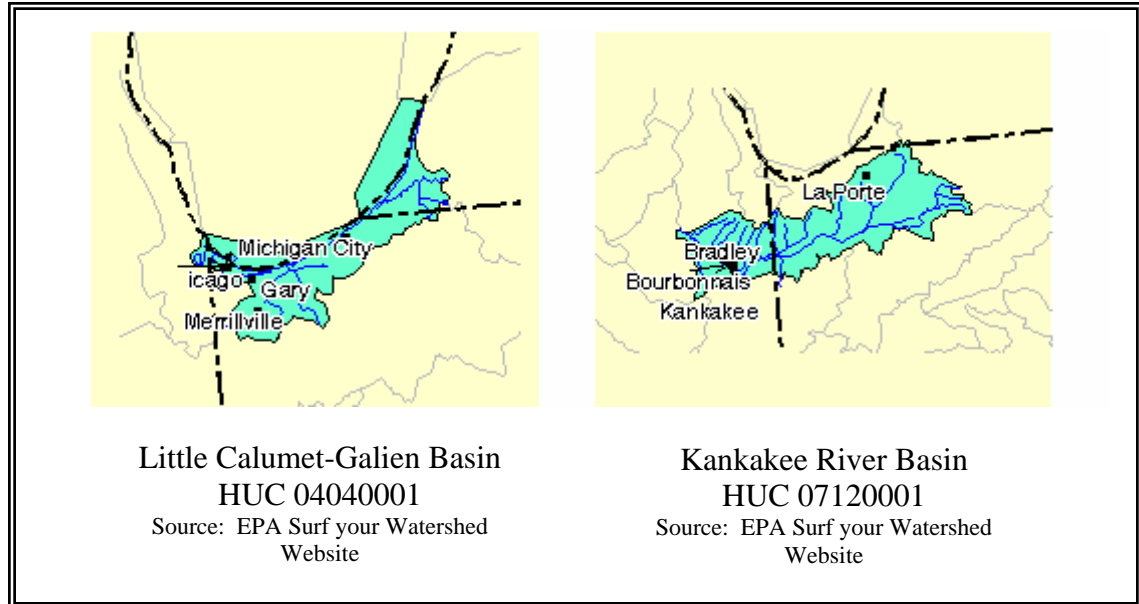 Michigan City
icago
Gary
Merrillville
La Porte
Bradley
Bourbonnais
Kankakee
Little Calumet-Galien Basin
HUC 04040001
Source:  EPA Surf your Watershed
Website
Kankakee River Basin
HUC 07120001
Source:  EPA Surf your Watershed
Website